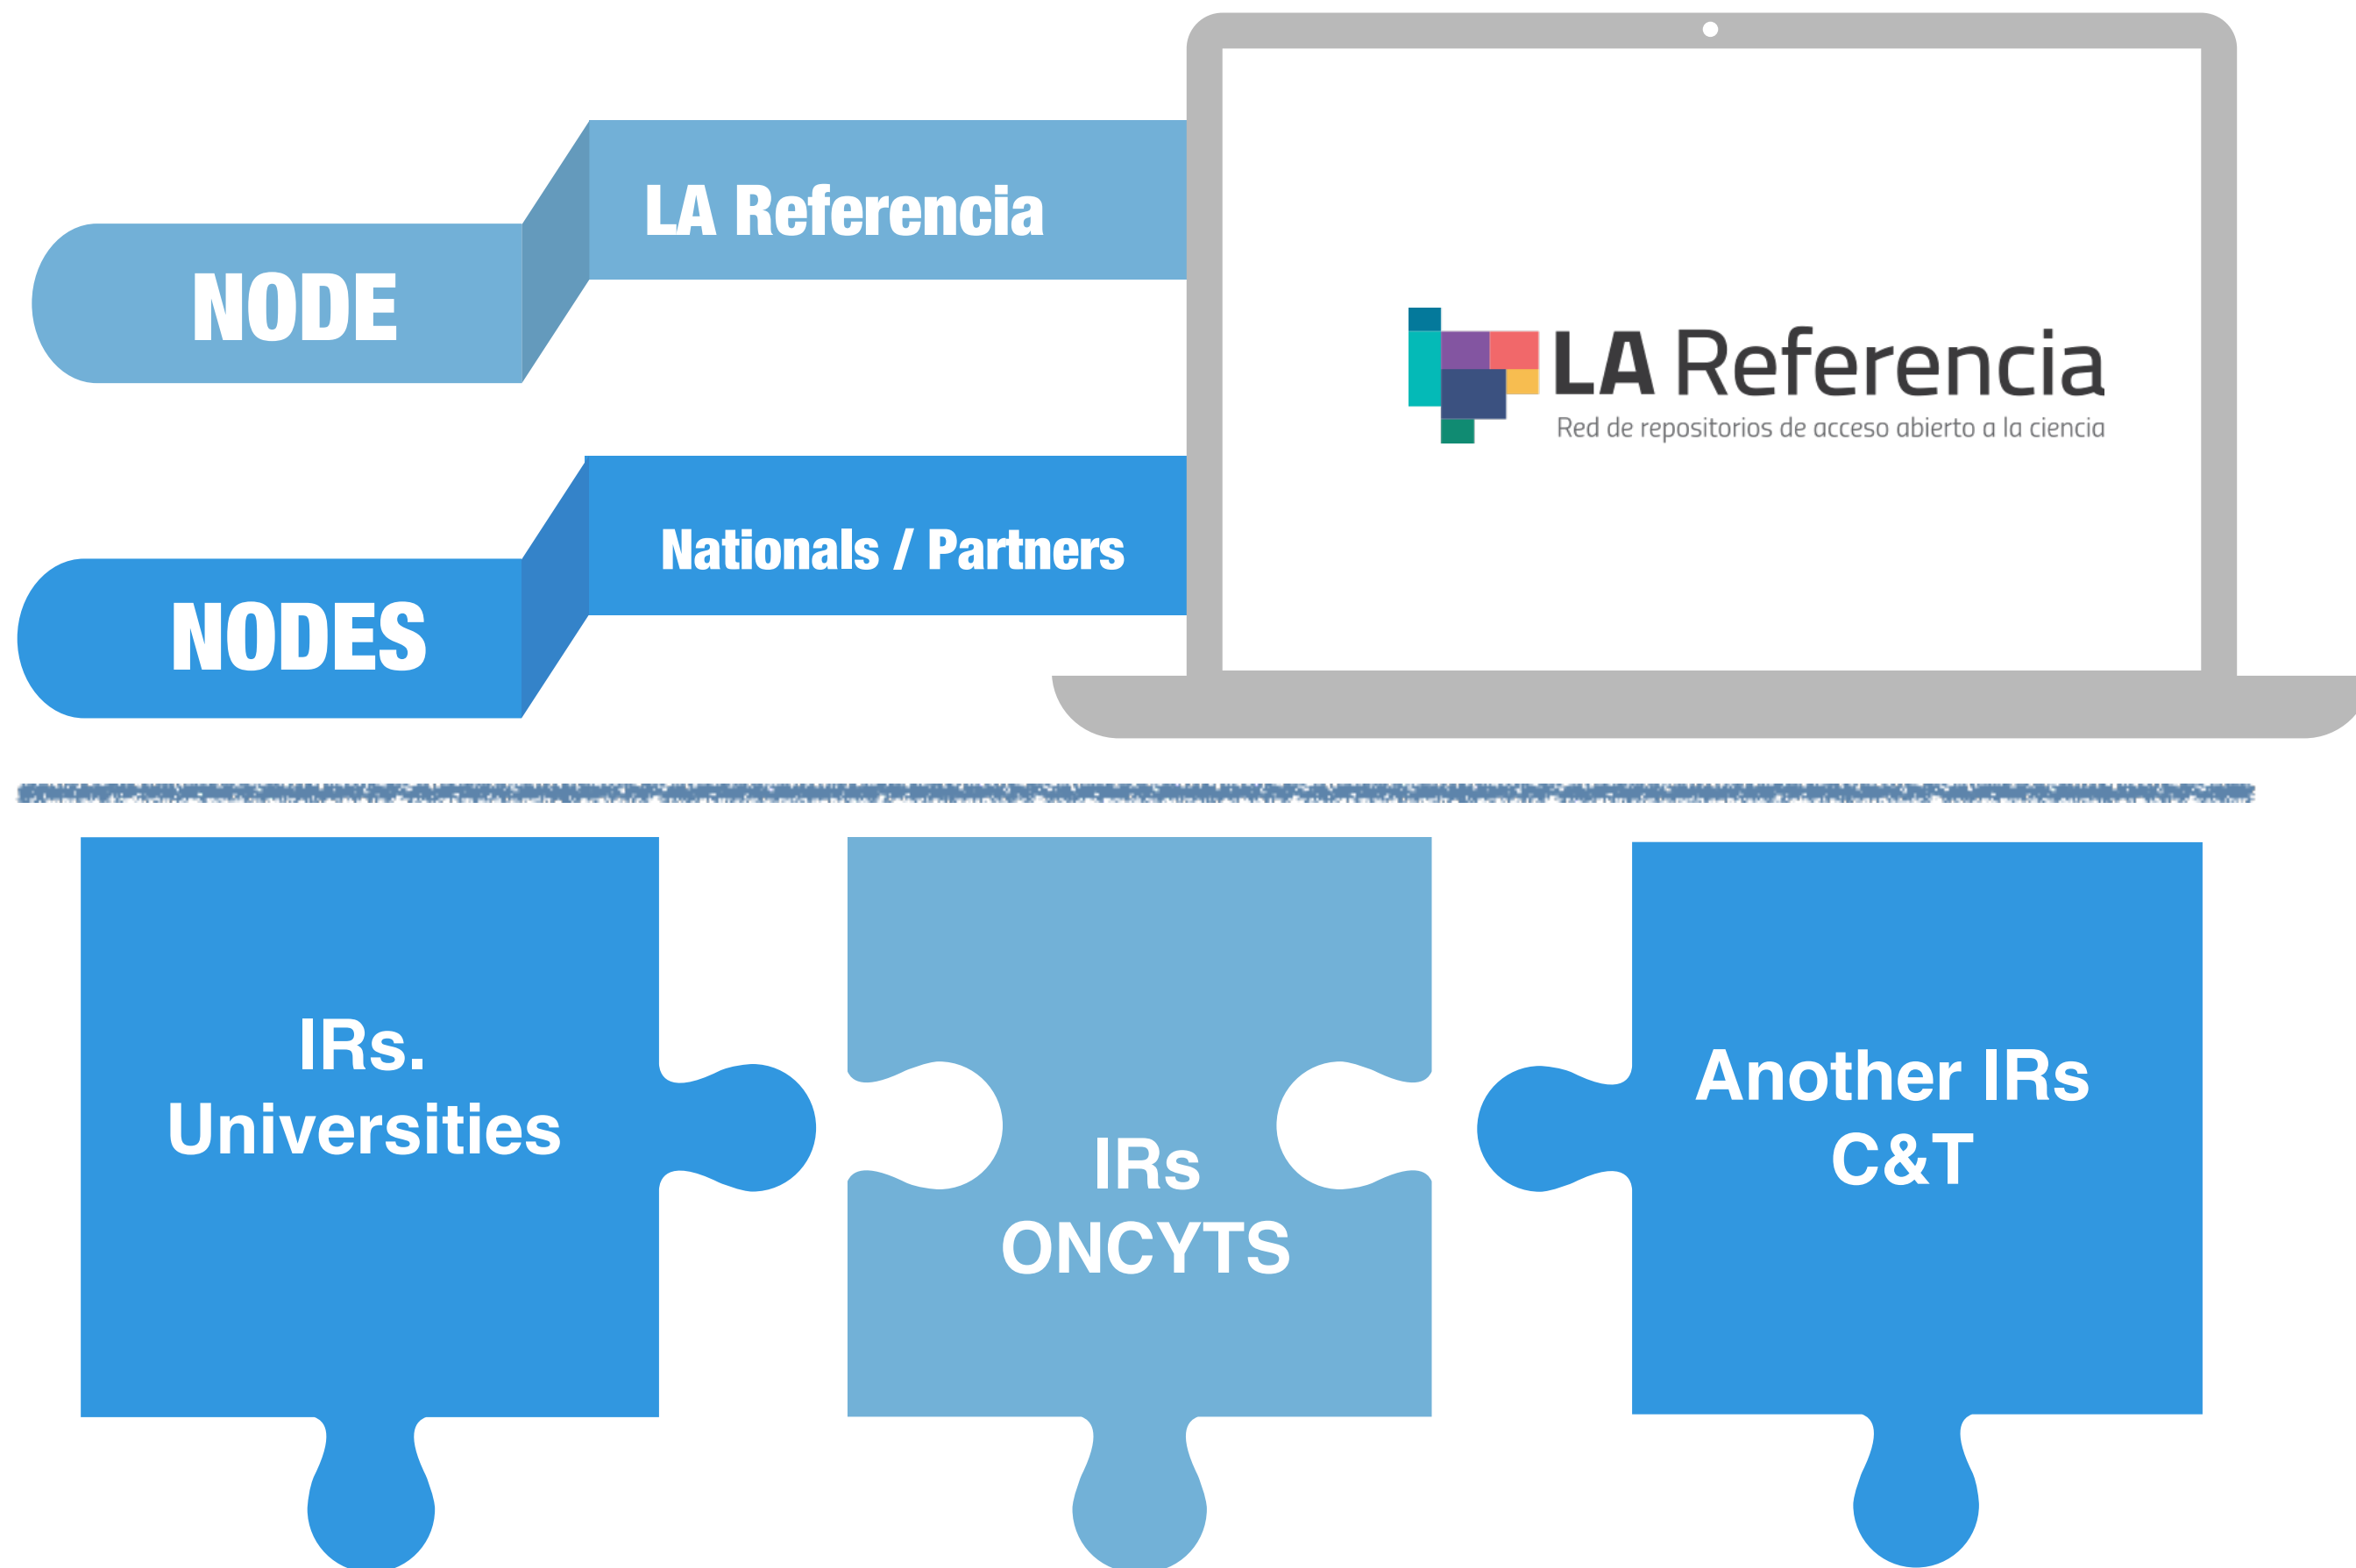 LA Referencia
NODE
LA Referencia
Red de repositorios de acceso abierto a la ciencia
Nationals / Partners
NODES
IRs.
Universities
IRs
ONCYTS
Another IRs
C&T